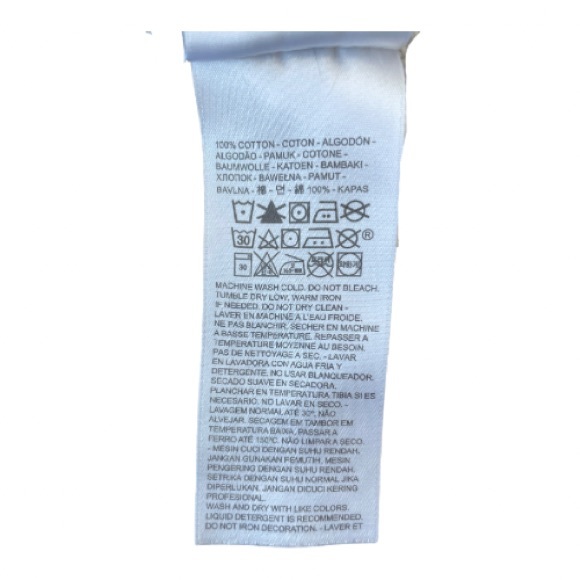 100% COTTON - COTON - ALGODÓN -
ALGODÃO - PAMUK - COTONE -
BAUMWOLLE - KATOEN - BAMBAKI -
ХЛОПОК - BAWEŁNA - PAMUT -
BAVLNA - 棉 - 면 - 綿 100% - KAPAS
30 ®
30
MACHINE WASH COLD. DO NOT BLEACH.
TUMBLE DRY LOW, WARM IRON
IF NEEDED. DO NOT DRY CLEAN -
LAVER EN MACHINE A L'EAU FROIDE.
NE PAS BLANCHIR. SECHER EN MACHINE
A BASSE TEMPERATURE. REPASSER A
TEMPERATURE MOYENNE AU BESOIN.
PAS DE NETTOYAGE A SEC. - LAVAR
EN LAVADORA CON AGUA FRIA Y
DETERGENTE. NO USAR BLANQUEADOR.
SECADO SUAVE EN SECADORA.
PLANCHAR EN TEMPERATURA TIBIA SI ES
NECESARIO. NO LAVAR EN SECO. -
LAVAGEM NORMAL ATÉ 30°, NÃO
ALVEJAR. SECAGEM EM TAMBOR EM
TEMPERATURA BAIXA. PASSAR A
FERRO ATÉ 150°C. NÃO LIMPAR A SECO.
- MESIN CUCI DENGAN SUHU RENDAH.
JANGAN GUNAKAN PEMUTIH. MESIN
PENGERING DENGAN SUHU RENDAH.
SETRIKA DENGAN SUHU NORMAL JIKA
DIPERLUKAN. JANGAN DICUCI KERING
PROFESIONAL.
WASH AND DRY WITH LIKE COLORS.
LIQUID DETERGENT IS RECOMMENDED.
DO NOT IRON DECORATION. - LAVER ET